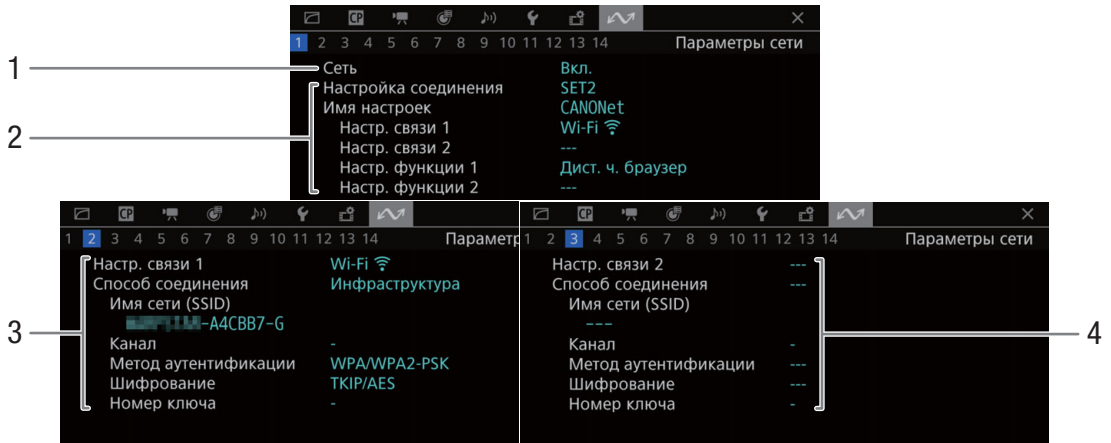 CP
1 2 3 4 5 6 7 8 9 10 11 12 13 14 Параметры сети
1
Сеть Вкл.
2
Настройка соединения SET2
Имя настроек CANONet
Настр. связи 1 Wi-Fi
Настр. связи 2 ---
Настр. функции 1 Дист. ч. браузер
Настр. функции 2 ---
CP
1 2 3 4 5 6 7 8 9 10 11 12 13 14 Параметр
3
Настр. связи 1 Wi-Fi
Способ соединения Инфраструктура
Имя сети (SSID)
-A4CBB7-G
Канал -
Метод аутентификации WPA/WPA2-PSK
Шифрование TKIP/AES
Номер ключа -
CP
1 2 3 4 5 6 7 8 9 10 11 12 13 14 Параметры сети
4
Настр. связи 2 ---
Способ соединения ---
Имя сети (SSID)
---
Канал -
Метод аутентификации ---
Шифрование ---
Номер ключа -